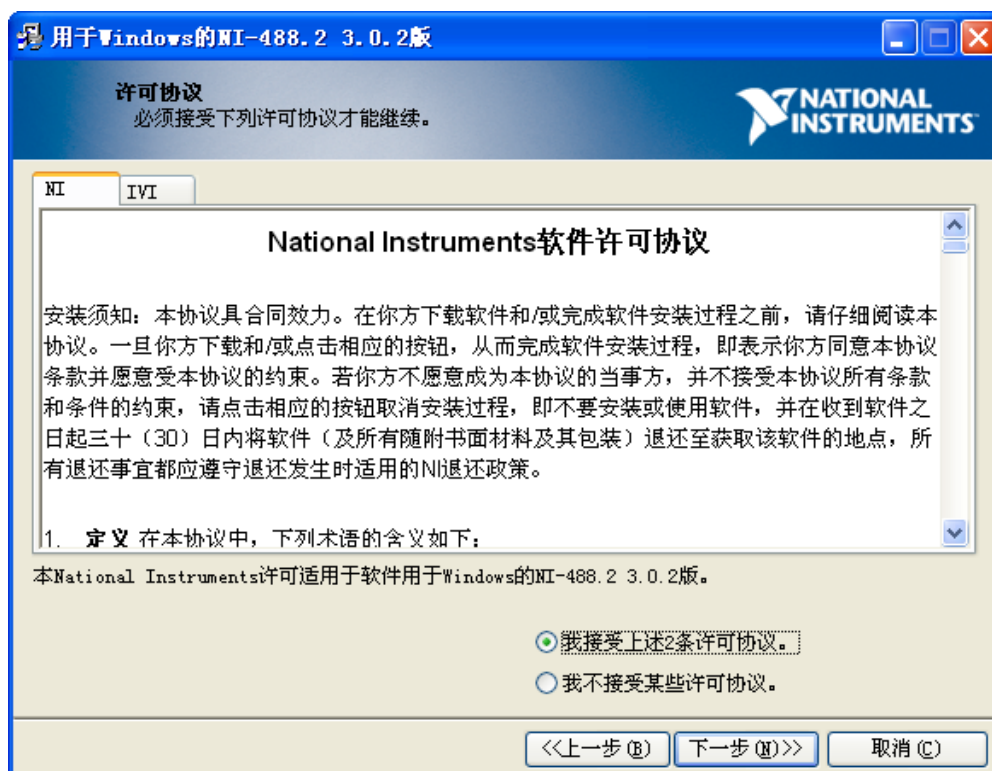 用于Windows的NI-488.2 3.0.2版
许可协议
必须接受下列许可协议才能继续。
NATIONAL
INSTRUMENTS
NI
IVI
National Instruments软件许可协议
安装须知：本协议具合同效力。在你方下载软件和/或完成软件安装过程之前，请仔细阅读本
协议。一旦你方下载和/或点击相应的按钮，从而完成软件安装过程，即表示你方同意本协议
条款并愿意受本协议的约束。若你方不愿意成为本协议的当事方，并不接受本协议所有条款
和条件的约束，请点击相应的按钮取消安装过程，即不要安装或使用软件，并在收到软件之
日起三十（30）日内将软件（及所有随附书面材料及其包装）退还至获取该软件的地点，所
有退还事宜都应遵守退还发生时适用的NI退还政策。
1. 定义 在本协议中，下列术语的含义如下：
本National Instruments许可适用于软件用于Windows的NI-488.2 3.0.2版。
我接受上述2条许可协议。
我不接受某些许可协议。
<<上一步(B)
下一步(N)>>
取消(C)